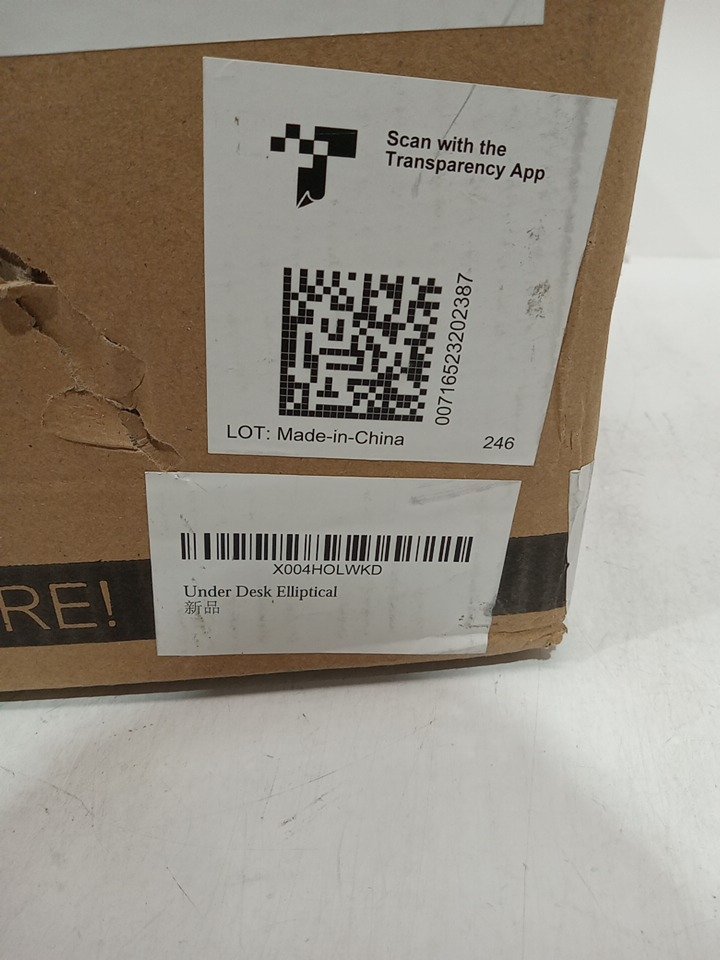 Scan with the
Transparency App
00716523202387
LOT: Made-in-China
246
X004HOLWKD
Under Desk Elliptical
新品
RE!